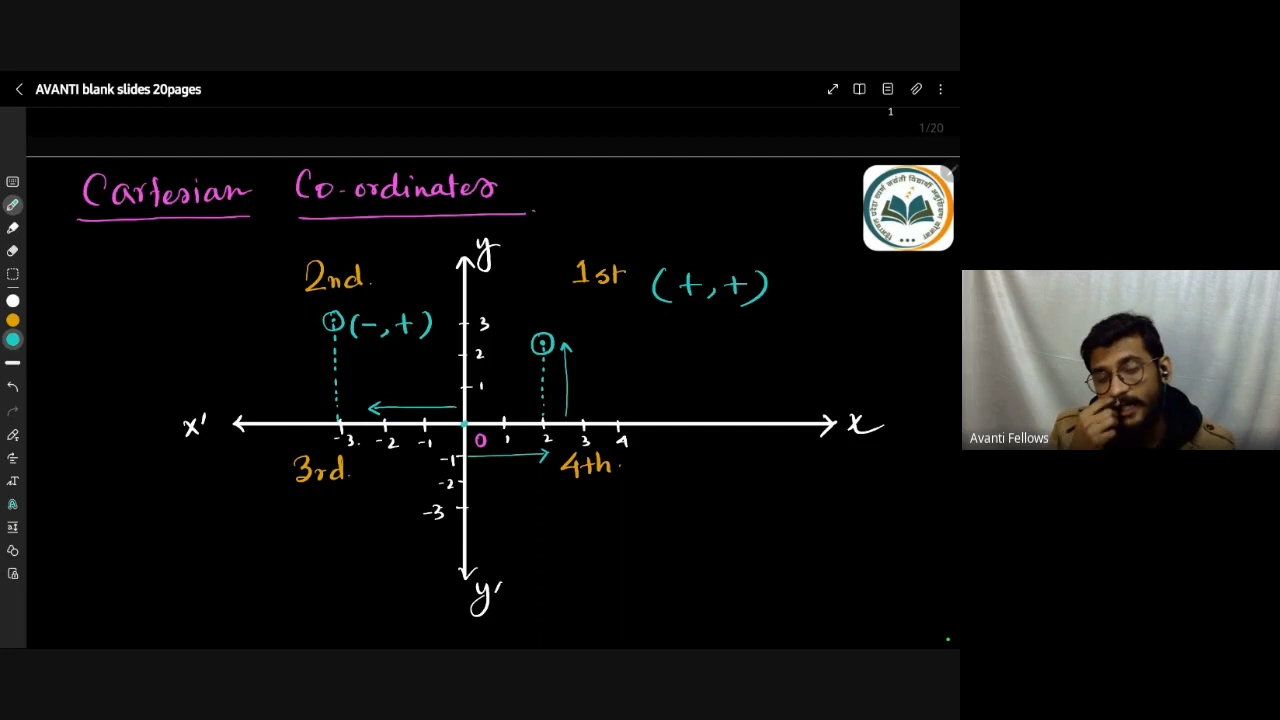 AVANTI blank slides 20pages
1
1/20
Cartesian Co-ordinates
y
2nd.
1st (+,+)
(-,+)
3
2
1
x' -3. -2 -1 0 1 2 3 4 x
-1
3rd.
4th.
-2
-3
y'
Avanti Fellows